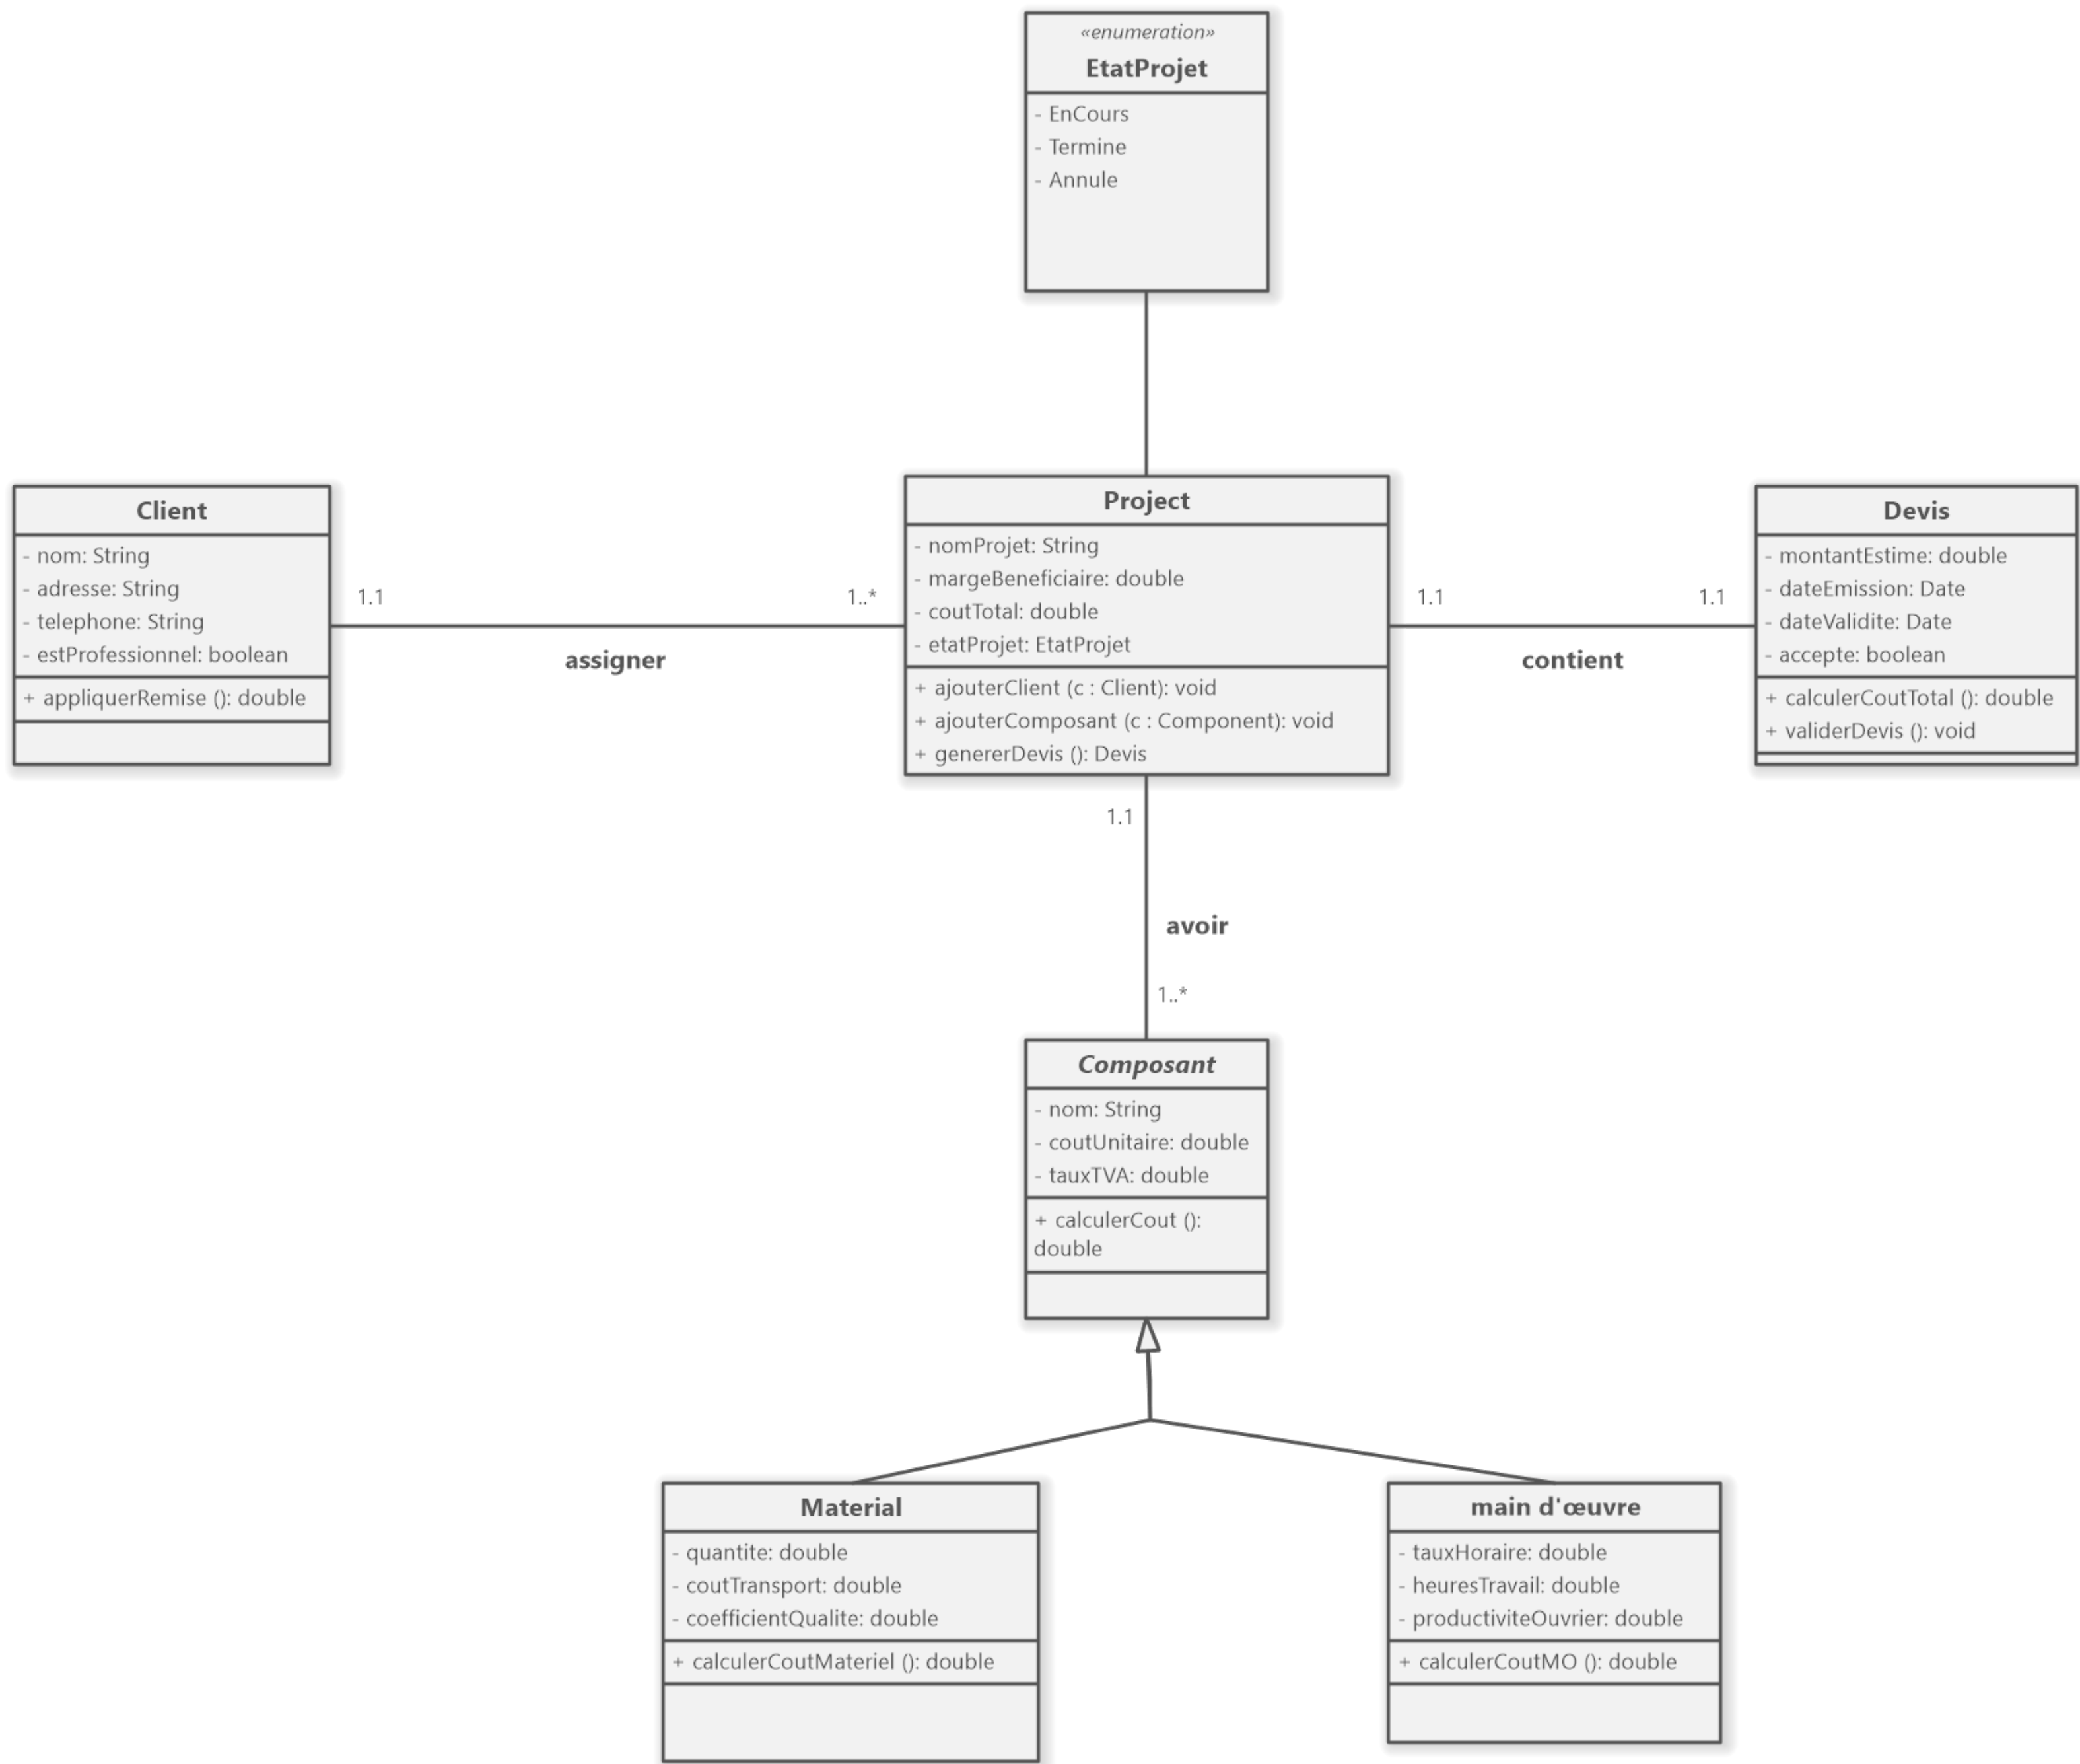 «enumeration»
EtatProjet
- EnCours
- Termine
- Annule
Client
- nom: String
- adresse: String
- telephone: String
- estProfessionnel: boolean
+ appliquerRemise (): double
1.1
1..*
assigner
Project
- nomProjet: String
- margeBeneficiaire: double
- coutTotal: double
- etatProjet: EtatProjet
+ ajouterClient (c : Client): void
+ ajouterComposant (c : Component): void
+ genererDevis (): Devis
1.1
1.1
contient
Devis
- montantEstime: double
- dateEmission: Date
- dateValidite: Date
- accepte: boolean
+ calculerCoutTotal (): double
+ validerDevis (): void
1.1
avoir
1..*
Composant
- nom: String
- coutUnitaire: double
- tauxTVA: double
+ calculerCout ():
double
Material
- quantite: double
- coutTransport: double
- coefficientQualite: double
+ calculerCoutMateriel (): double
main d'œuvre
- tauxHoraire: double
- heuresTravail: double
- productiviteOuvrier: double
+ calculerCoutMO (): double